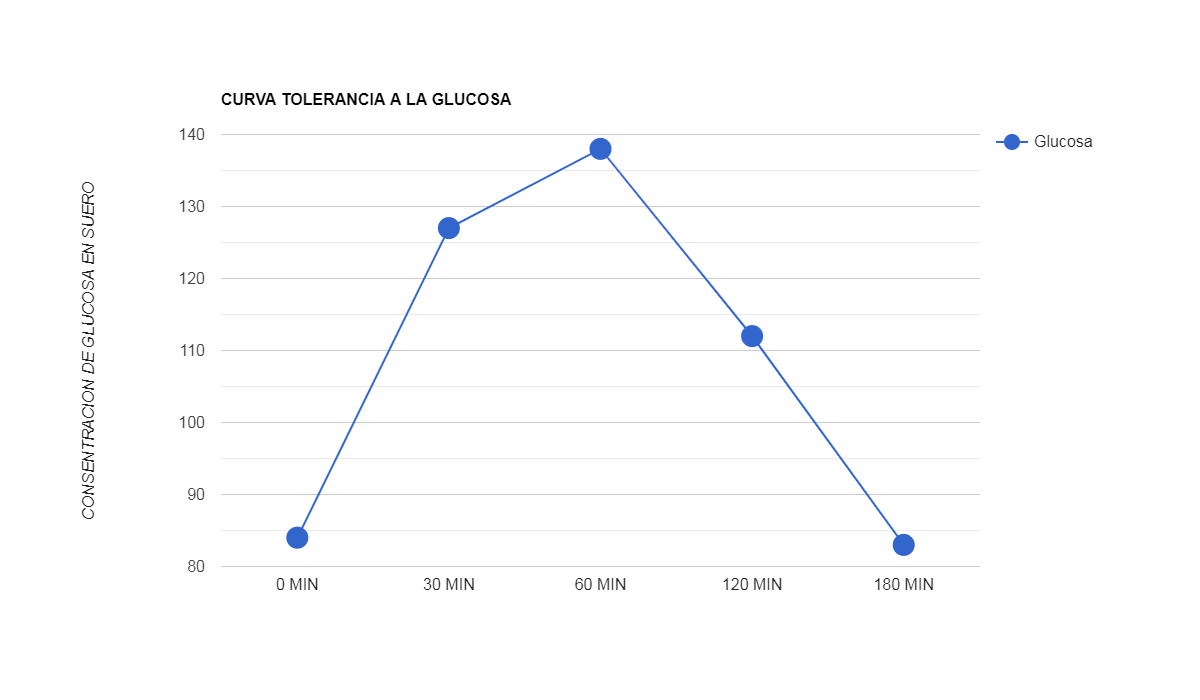 CURVA TOLERANCIA A LA GLUCOSA
140
130
120
110
100
90
80
CONSENTRACION DE GLUCOSA EN SUERO
0 MIN
30 MIN
60 MIN
120 MIN
180 MIN
Glucosa